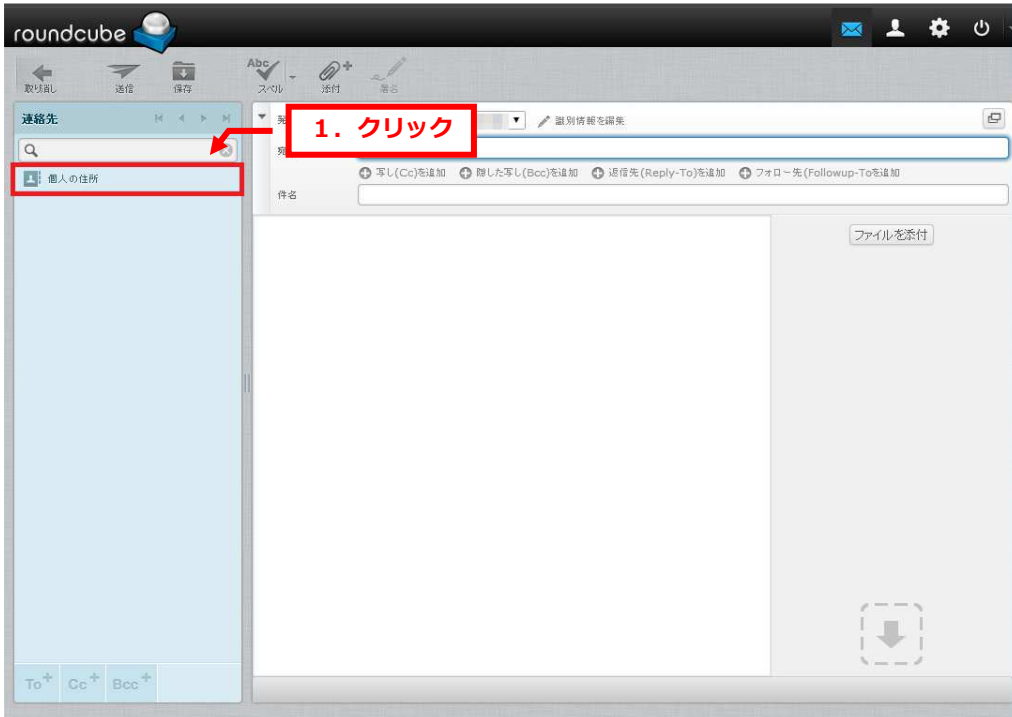 roundcube
取り消し 送信 保存 Abc スペル 添付 署名
連絡先
1．クリック
識別情報を編集
個人の住所
写し(Cc)を追加 隠した写し(Bcc)を追加 返信先(Reply-To)を追加 フォロー先(Followup-Toを追加
件名
ファイルを添付
To+ Cc+ Bcc+